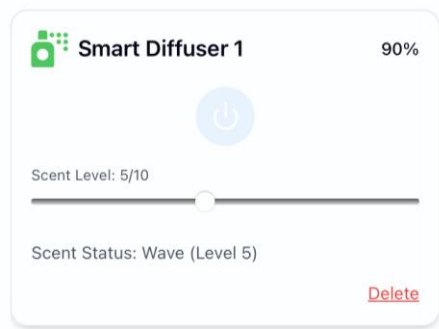 Smart Diffuser 1 90%
Scent Level: 5/10
Scent Status: Wave (Level 5)
Delete